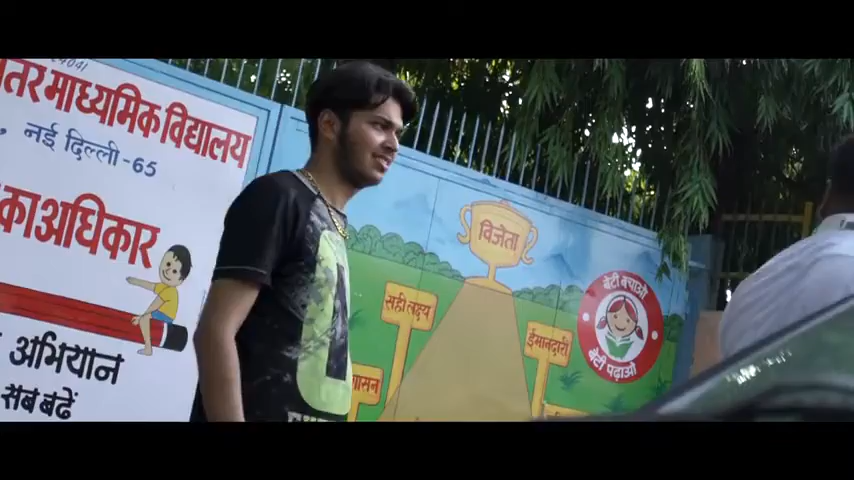 तर माध्यमिक विद्यालय
नई दिल्ली -65
का अधिकार
अभियान
सब बढ़ें
विजेता
सही लक्ष्य
ईमानदारी
बेटी बचाओ
बेटी पढ़ाओ